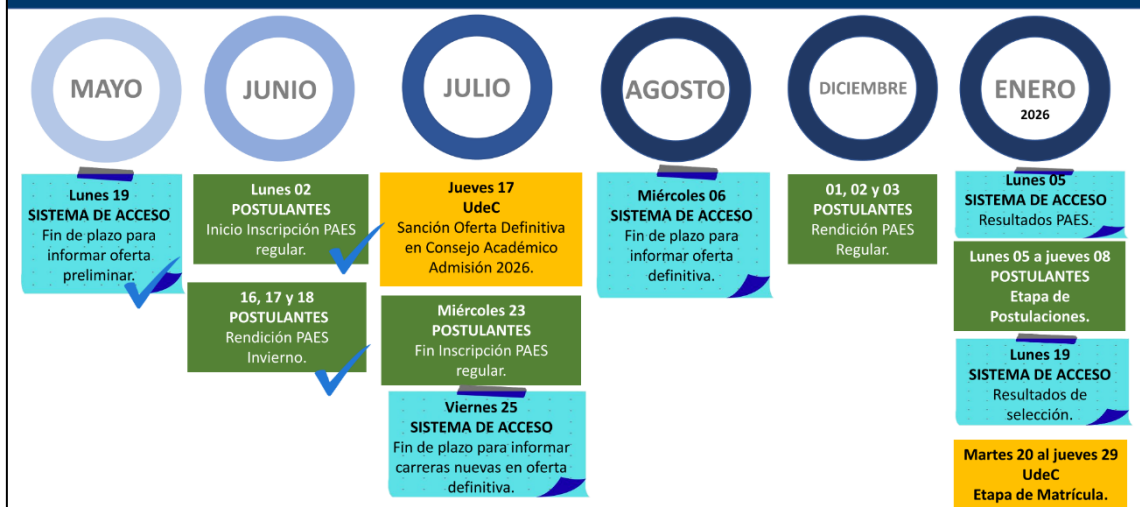 MAYO
Lunes 19
SISTEMA DE ACCESO
Fin de plazo para
informar oferta
preliminar.
JUNIO
Lunes 02
POSTULANTES
Inicio Inscripción PAES
regular.
16, 17 y 18
POSTULANTES
Rendición PAES
Invierno.
JULIO
Jueves 17
UdeC
Sanción Oferta Definitiva
en Consejo Académico
Admisión 2026.
Miércoles 23
POSTULANTES
Fin Inscripción PAES
regular.
Viernes 25
SISTEMA DE ACCESO
Fin de plazo para informar
carreras nuevas en oferta
definitiva.
AGOSTO
Miércoles 06
SISTEMA DE ACCESO
Fin de plazo para
informar oferta
definitiva.
DICIEMBRE
01, 02 y 03
POSTULANTES
Rendición PAES
Regular.
ENERO
2026
Lunes 05
SISTEMA DE ACCESO
Resultados PAES.
Lunes 05 a jueves 08
POSTULANTES
Etapa de
Postulaciones.
Lunes 19
SISTEMA DE ACCESO
Resultados de
selección.
Martes 20 al jueves 29
UdeC
Etapa de Matrícula.